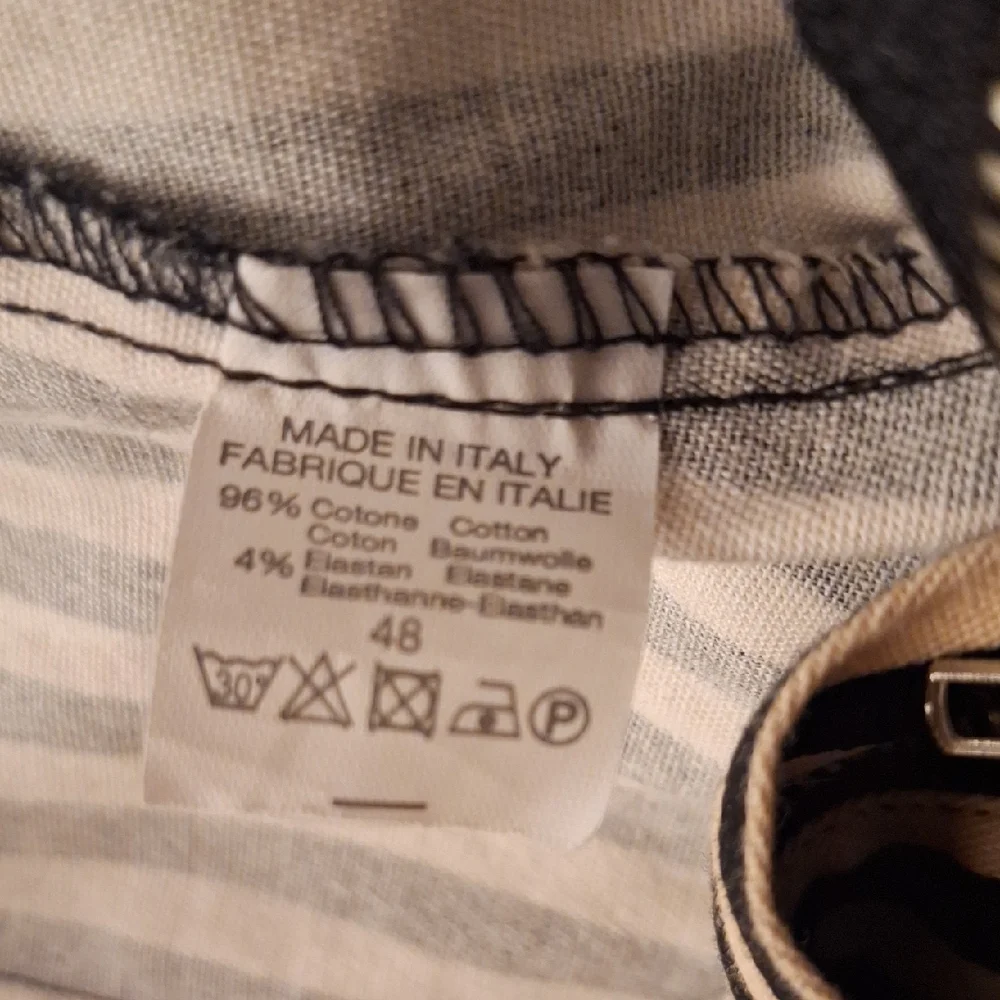 MADE IN ITALY
FABRIQUE EN ITALIE
96% Cotone Cotton
Coton Baumwolle
4% Elastan Elastane
Elasthanne-Elasthan
48
30° P